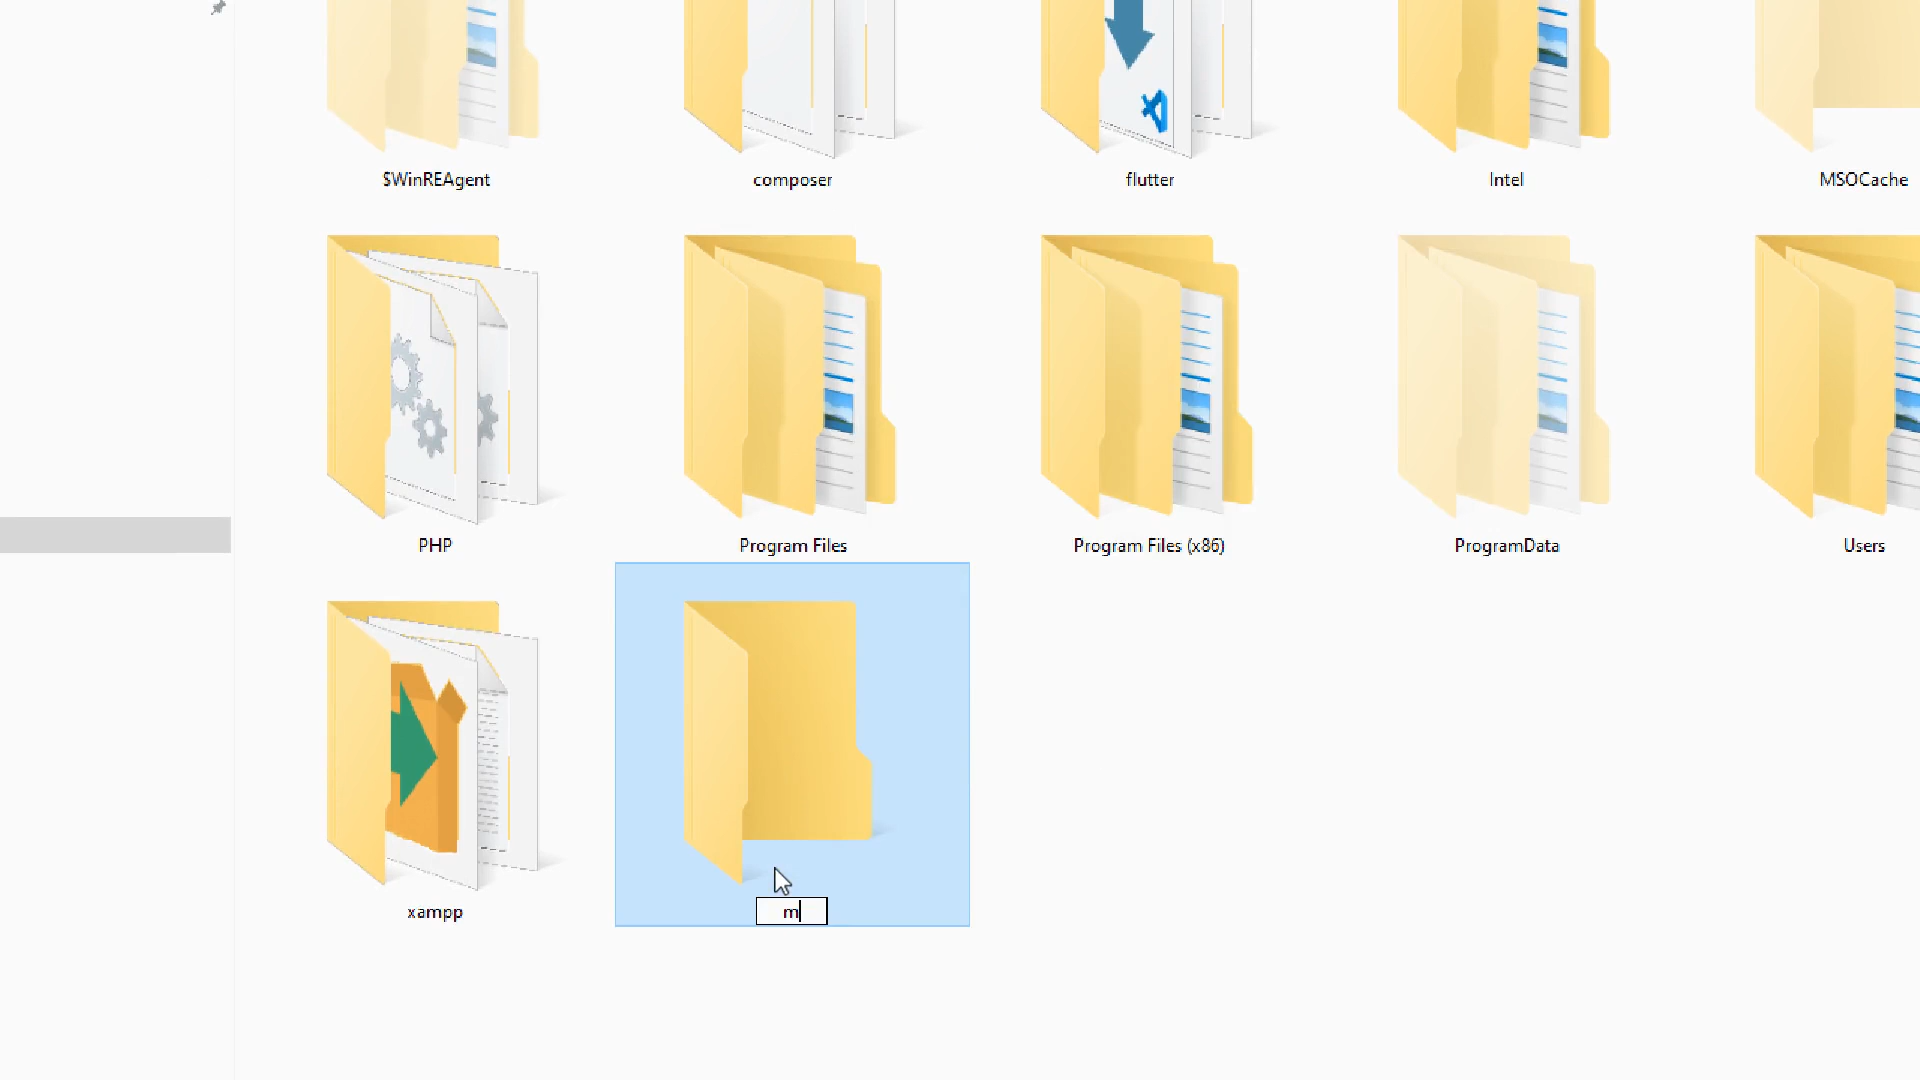 $WinREAgent
composer
flutter
Intel
MSOCache
PHP
Program Files
Program Files (x86)
ProgramData
Users
xampp
m